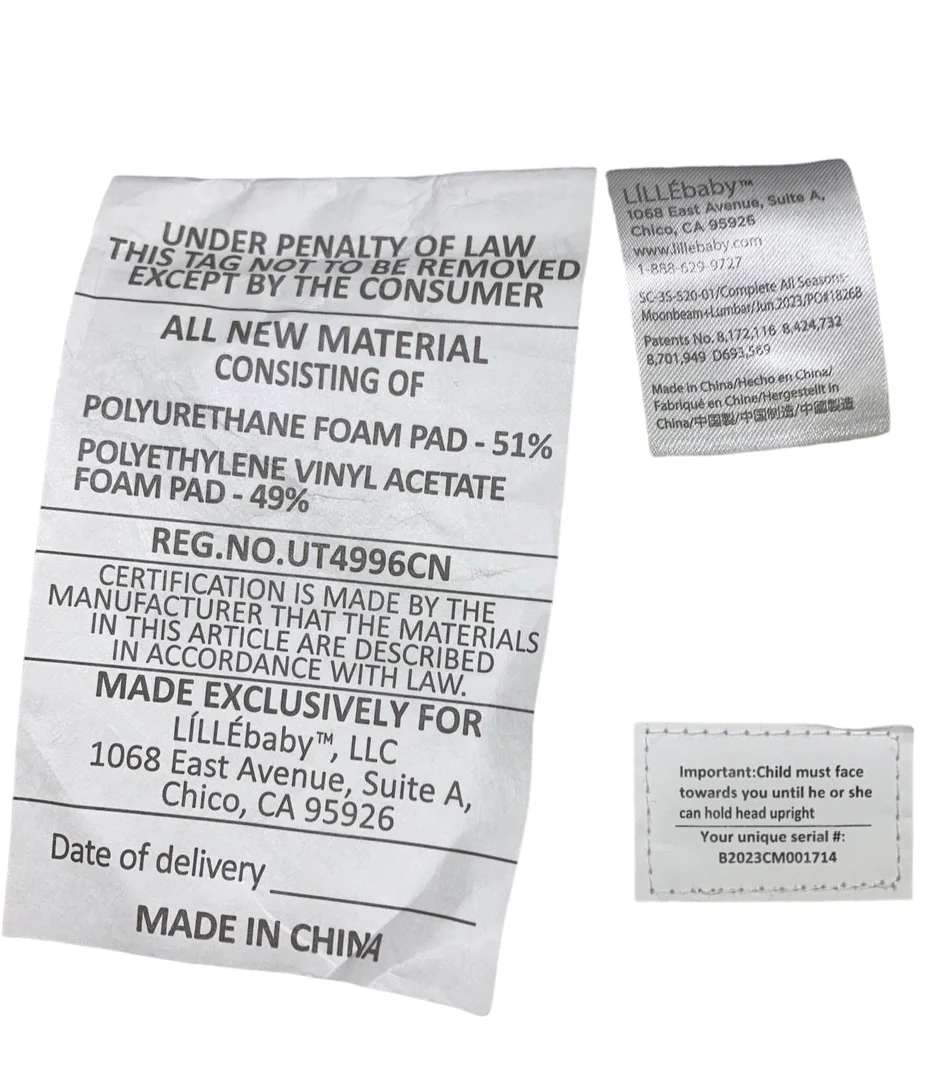 UNDER PENALTY OF LAW
THIS TAG NOT TO BE REMOVED
EXCEPT BY THE CONSUMER
ALL NEW MATERIAL
CONSISTING OF
POLYURETHANE FOAM PAD - 51%
POLYETHYLENE VINYL ACETATE
FOAM PAD - 49%
REG.NO.UT4996CN
CERTIFICATION IS MADE BY THE
MANUFACTURER THAT THE MATERIALS
IN THIS ARTICLE ARE DESCRIBED
IN ACCORDANCE WITH LAW.
MADE EXCLUSIVELY FOR
LÍLLÉbaby™, LLC
1068 East Avenue, Suite A,
Chico, CA 95926
Date of delivery
MADE IN CHINA
LÍLLÉbaby™
1068 East Avenue, Suite A,
Chico, CA 95926
www.lillebaby.com
1-888-629-9727
SC-35-520-01/Complete All Seasons-
Moonbeam+Lumbar/Jun.2023/PO#18268
Patents No. 8,172,116 8,424,732
8,701,949 D693,569
Made in China/Hecho en China/
Fabriqué en Chine/Hergestellt in
China/中国製/中国制造/中國製造
Important:Child must face
towards you until he or she
can hold head upright
Your unique serial #:
B2023CM001714